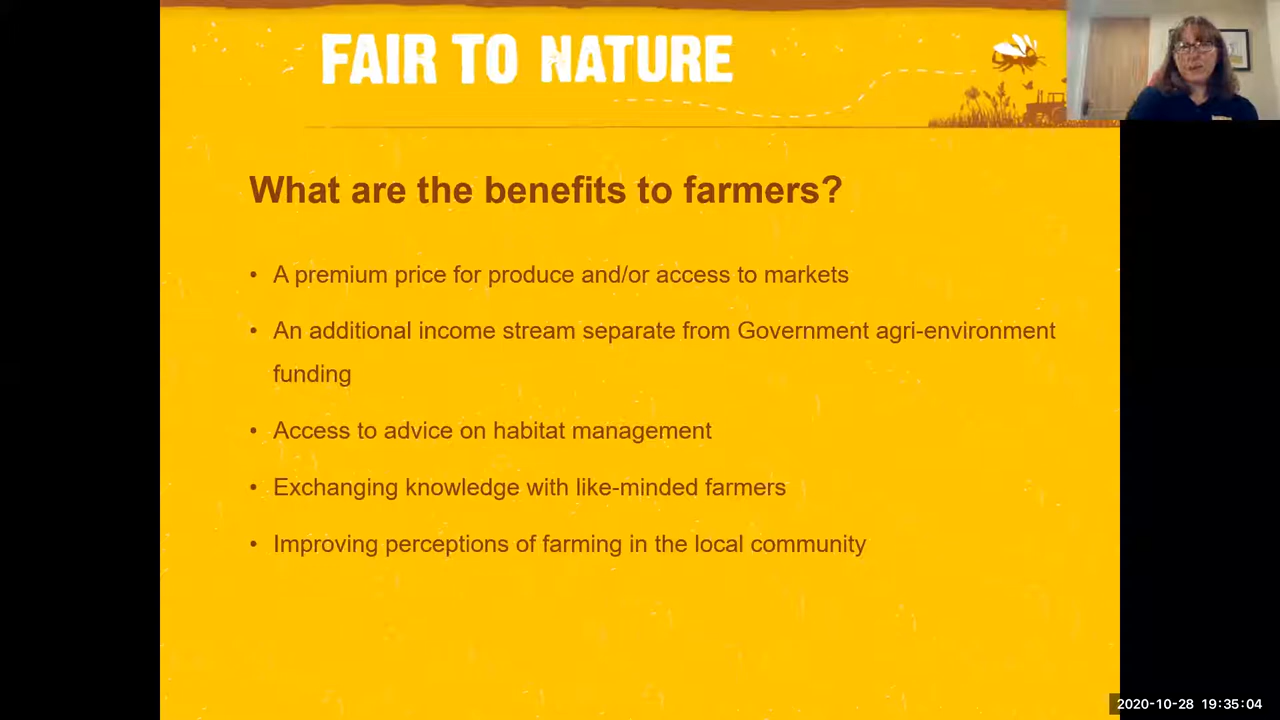 FAIR TO NATURE
What are the benefits to farmers?
• A premium price for produce and/or access to markets
• An additional income stream separate from Government agri-environment
funding
• Access to advice on habitat management
• Exchanging knowledge with like-minded farmers
• Improving perceptions of farming in the local community
2020-10-28 19:35:04